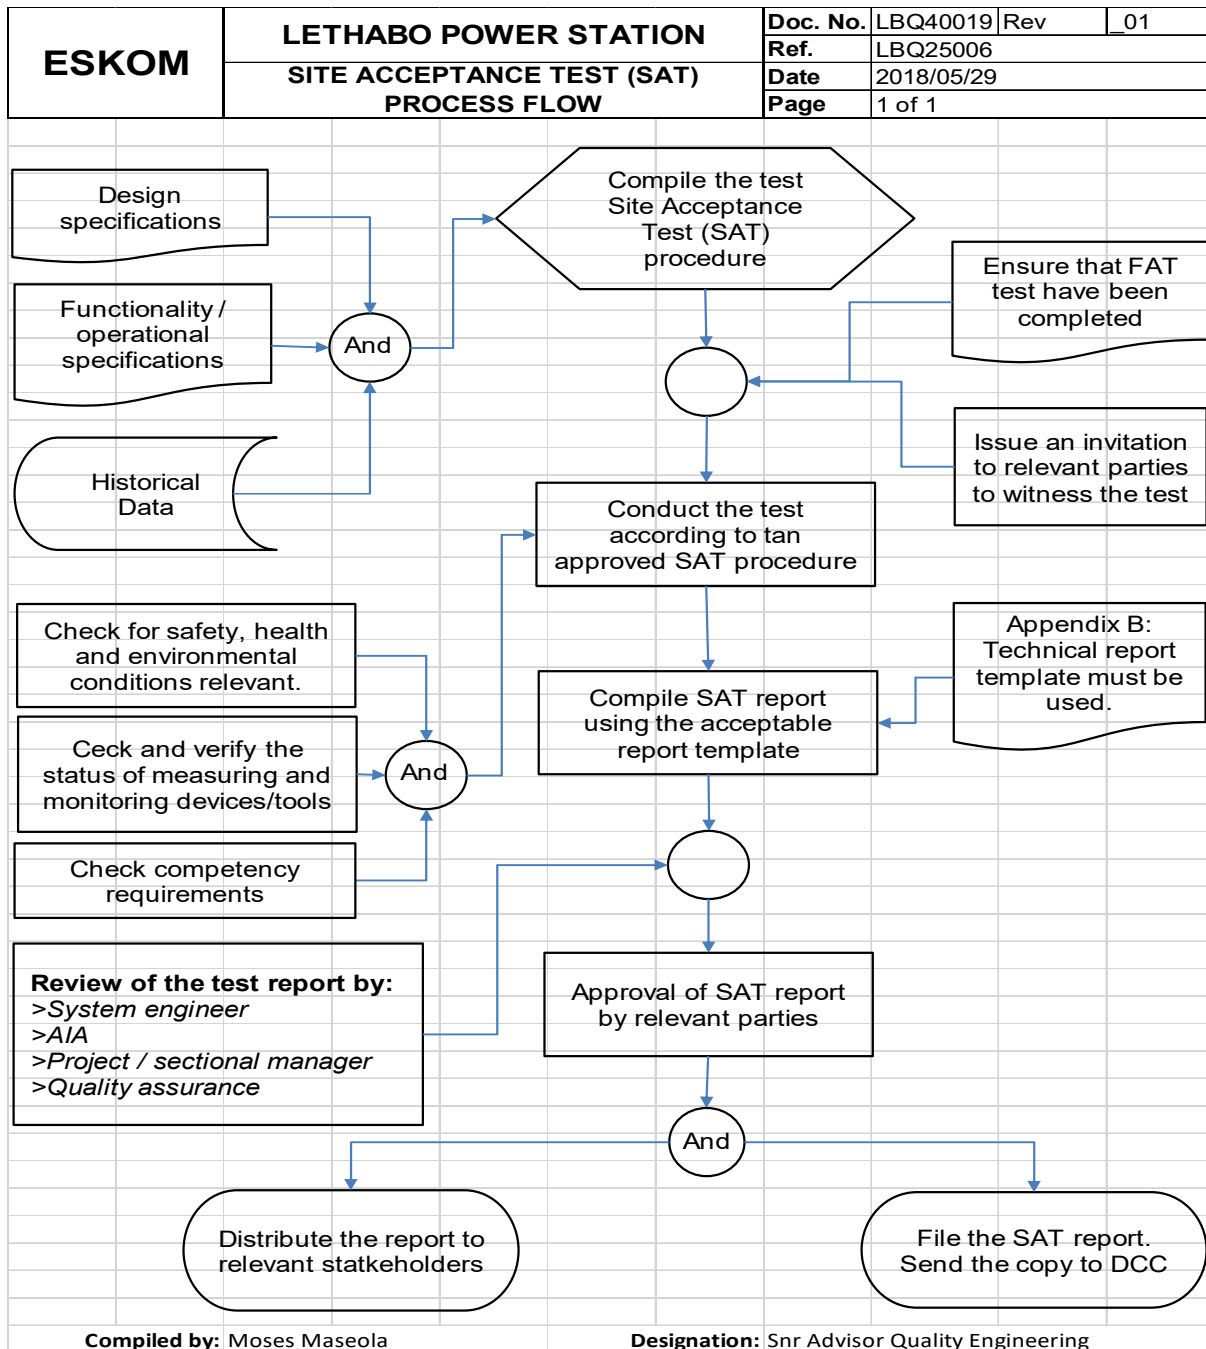 ESKOM
LETHABO POWER STATION
SITE ACCEPTANCE TEST (SAT)
PROCESS FLOW
Doc. No. LBQ40019 Rev _01
Ref. LBQ25006
Date 2018/05/29
Page 1 of 1
Design
specifications
Functionality /
operational
specifications
Historical
Data
And
Compile the test
Site Acceptance
Test (SAT)
procedure
Ensure that FAT
test have been
completed
Issue an invitation
to relevant parties
to witness the test
Conduct the test
according to tan
approved SAT procedure
Check for safety, health
and environmental
conditions relevant.
Ceck and verify the
status of measuring and
monitoring devices/tools
Check competency
requirements
And
Appendix B:
Technical report
template must be
used.
Compile SAT report
using the acceptable
report template
Review of the test report by:
>System engineer
>AIA
>Project / sectional manager
>Quality assurance
Approval of SAT report
by relevant parties
And
Distribute the report to
relevant statkeholders
File the SAT report.
Send the copy to DCC
Compiled by: Moses Maseola
Designation: Snr Advisor Quality Engineering